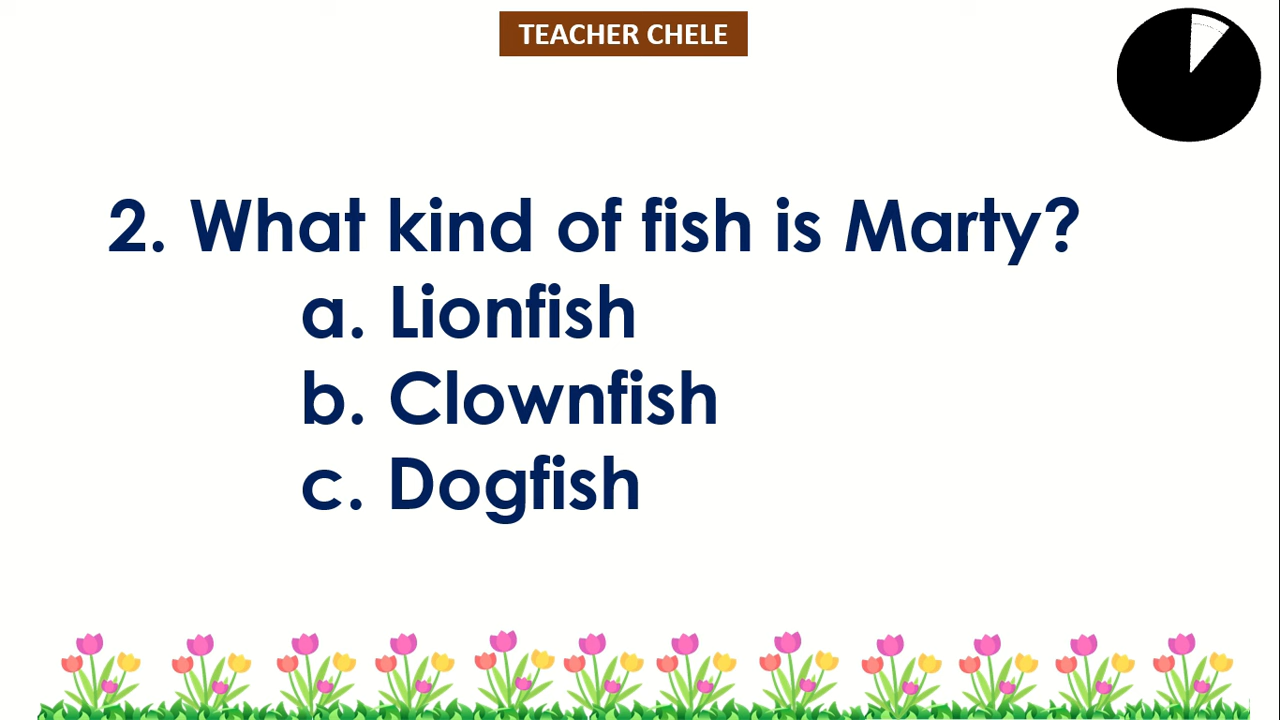 TEACHER CHELE
2. What kind of fish is Marty?
a. Lionfish
b. Clownfish
c. Dogfish